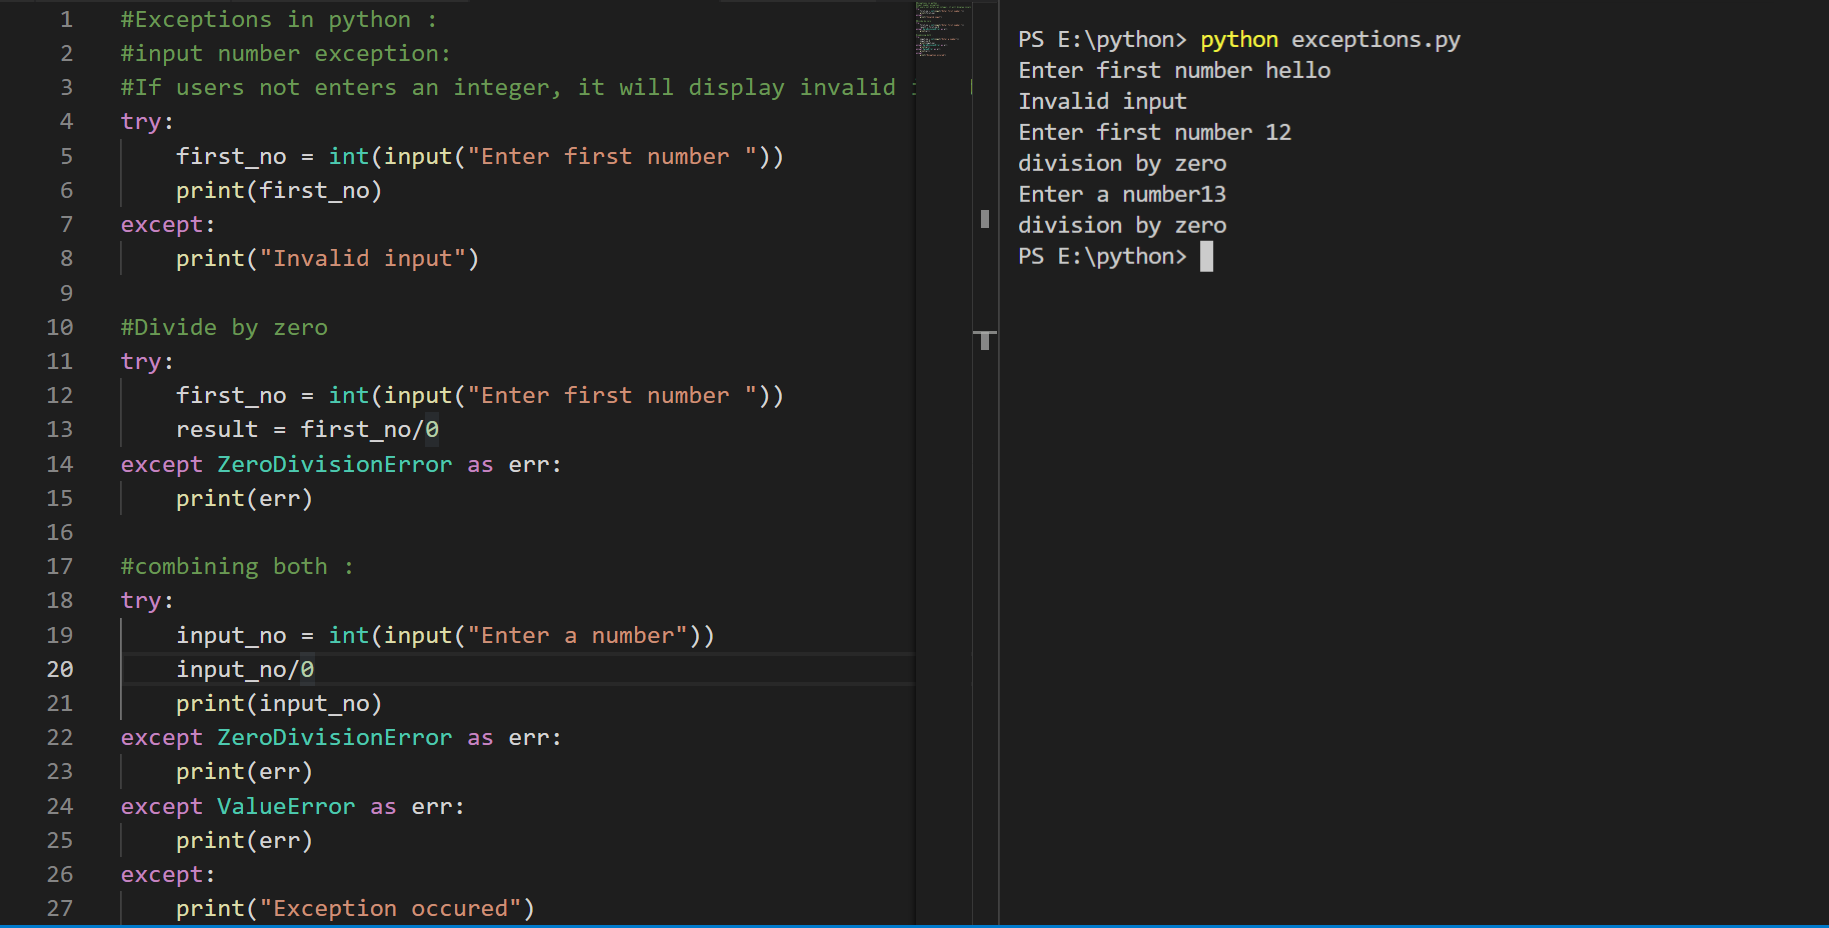 1 #Exceptions in python :
2 #input number exception:
3 #If users not enters an integer, it will display invalid
4 try:
5     first_no = int(input("Enter first number "))
6     print(first_no)
7 except:
8     print("Invalid input")
9
10 #Divide by zero
11 try:
12     first_no = int(input("Enter first number "))
13     result = first_no/0
14 except ZeroDivisionError as err:
15     print(err)
16
17 #combining both :
18 try:
19     input_no = int(input("Enter a number"))
20     input_no/0
21     print(input_no)
22 except ZeroDivisionError as err:
23     print(err)
24 except ValueError as err:
25     print(err)
26 except:
27     print("Exception occured")
PS E:\python> python exceptions.py
Enter first number hello
Invalid input
Enter first number 12
division by zero
Enter a number13
division by zero
PS E:\python>